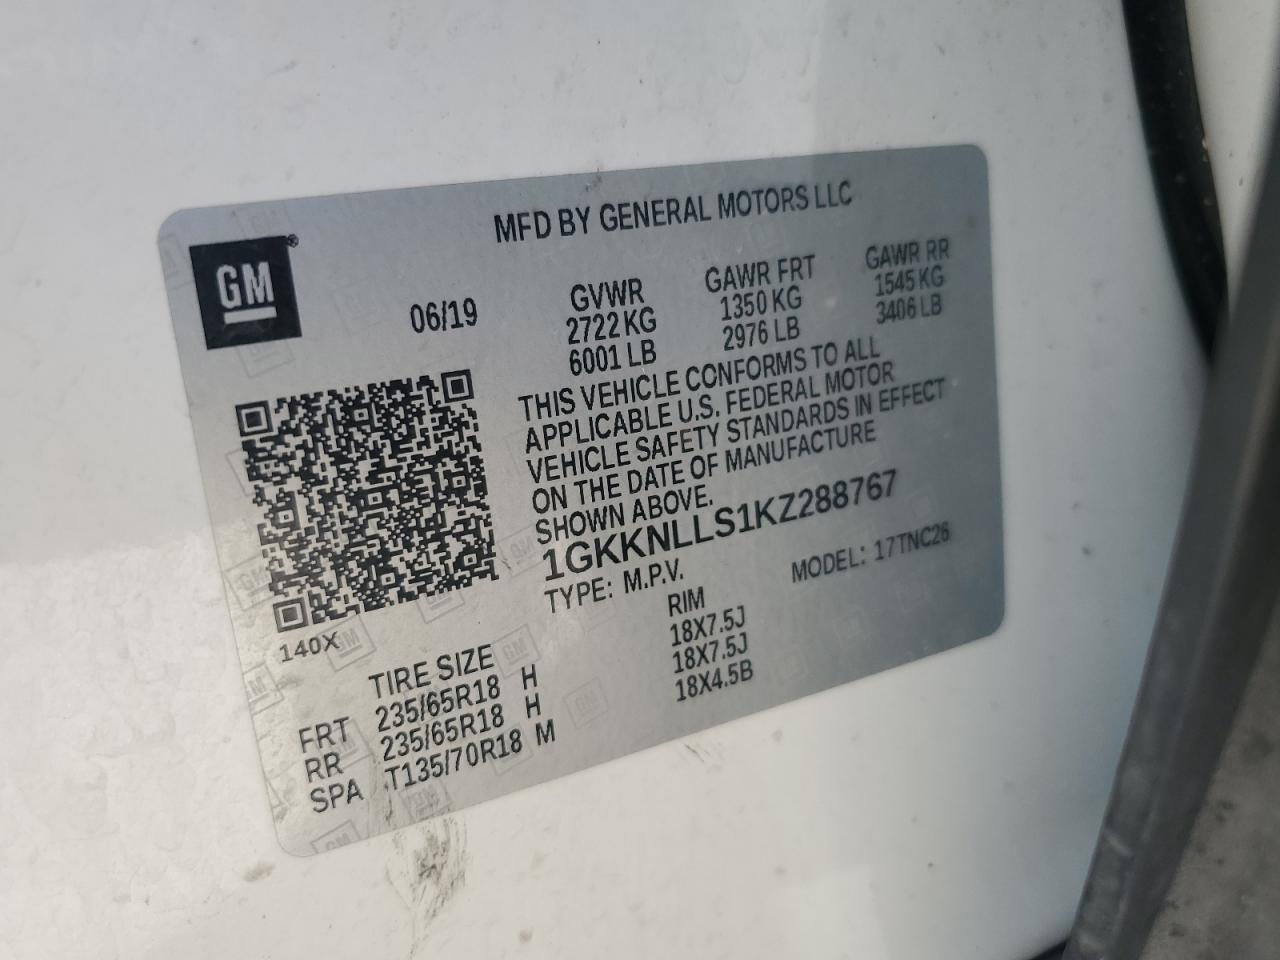 MFD BY GENERAL MOTORS LLC
GM®
06/19
GVWR GAWR FRT GAWR RR
2722 KG 1350 KG 1545 KG
6001 LB 2976 LB 3406 LB
THIS VEHICLE CONFORMS TO ALL
APPLICABLE U.S. FEDERAL MOTOR
VEHICLE SAFETY STANDARDS IN EFFECT
ON THE DATE OF MANUFACTURE
SHOWN ABOVE.
1GKKNLLS1KZ288767
TYPE: M.P.V. MODEL: 17TNC26
140X
TIRE SIZE RIM
FRT 235/65R18 H 18X7.5J
RR 235/65R18 H 18X7.5J
SPA T135/70R18 M 18X4.5B